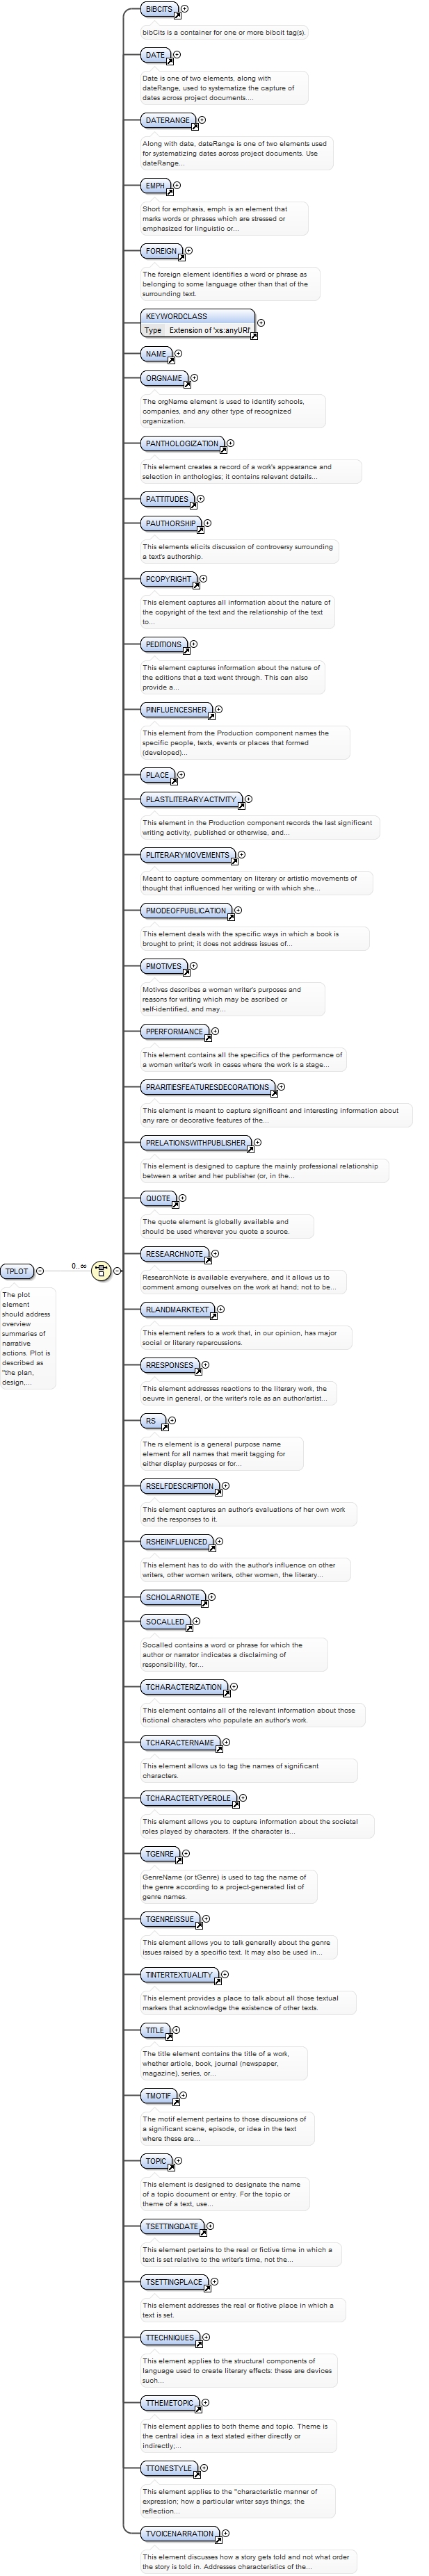 BIBCITS
bibCits is a container for one or more bibcit tag(s).
DATE
Date is one of two elements, along with
dateRange, used to systematize the capture of
dates across project documents....
DATERANGE
Along with date, dateRange is one of two elements used
for systematizing dates across project documents. Use
dateRange...
EMPH
Short for emphasis, emph is an element that
marks words or phrases which are stressed or
emphasized for linguistic or...
FOREIGN
The foreign element identifies a word or phrase as
belonging to some language other than that of the
surrounding text.
KEYWORDCLASS
Type Extension of 'xs:anyURI'
NAME
ORGNAME
The orgName element is used to identify schools,
companies, and any other type of recognized
organization.
PANTHOLOGIZATION
This element creates a record of a work's appearance and
selection in anthologies; it contains relevant details...
PATTITUDES
PAUTHORSHIP
This elements elicits discussion of controversy surrounding
a text's authorship.
PCOPYRIGHT
This element captures all information about the nature of
the copyright of the text and the relationship of the text
to...
PEDITIONS
This element captures information about the nature of
the editions that a text went through. This can also
provide a...
PINFLUENCESHER
This element from the Production component names the
specific people, texts, events or places that formed
(developed)...
PLACE
PLASTLITERARYACTIVITY
This element in the Production component records the last significant
writing activity, published or otherwise, and...
PLITERARYMOVEMENTS
Meant to capture commentary on literary or artistic movements of
thought that influenced her writing or with which she...
PMODEOFPUBLICATION
This element deals with the specific ways in which a book is
brought to print; it does not address issues of...
PMOTIVES
Motives describes a woman writer's purposes and
reasons for writing which may be ascribed or
self-identified, and may...
PPERFORMANCE
This element contains all the specifics of the performance of
a woman writer's work in cases where the work is a stage...
PRARITIESFEATURESDECORATIONS
This element is meant to capture significant and interesting information about
any rare or decorative features of the...
PRELATIONSWITHPUBLISHER
This element is designed to capture the mainly professional relationship
between a writer and her publisher (or, in the...
QUOTE
The quote element is globally available and
should be used wherever you quote a source.
RESEARCHNOTE
ResearchNote is available everywhere, and it allows us to
comment among ourselves on the work at hand; not to be...
TPLOT
0..∞
The plot
element
should address
overview
summaries of
narrative
actions. Plot is
described as
"the plan,
design,...
RLANDMARKTEXT
This element refers to a work that, in our opinion, has major
social or literary repercussions.
RRESPONSES
This element addresses reactions to the literary work, the
oeuvre in general, or the writer's role as an author/artist...
RS
The rs element is a general purpose name
element for all names that merit tagging for
either display purposes or for...
RSELFDESCRIPTION
This element captures an author's evaluations of her own work
and the responses to it.
RSHEINFLUENCED
This element has to do with the author's influence on other
writers, other women writers, other women, the literary...
SCHOLARNOTE
SOCALLED
Socalled contains a word or phrase for which the
author or narrator indicates a disclaiming of
responsibility, for...
TCHARACTERIZATION
This element contains all of the relevant information about those
fictional characters who populate an author's work.
TCHARACTERNAME
This element allows us to tag the names of significant
characters.
TCHARACTERTYPEROLE
This element allows you to capture information about the societal
roles played by characters. If the character is...
TGENRE
GenreName (or tGenre) is used to tag the name of
the genre according to a project-generated list of
genre names.
TGENREISSUE
This element allows you to talk generally about the genre
issues raised by a specific text. It may also be used in...
TINTERTEXTUALITY
This element provides a place to talk about all those textual
markers that acknowledge the existence of other texts.
TITLE
The title element contains the title of a work,
whether article, book, journal (newspaper,
magazine), series, or...
TMOTIF
The motif element pertains to those discussions of
a significant scene, episode, or idea in the text
where these are...
TOPIC
This element is designed to designate the name
of a topic document or entry. For the topic or
theme of a text, use...
TSETTINGDATE
This element pertains to the real or fictive time in which a
text is set relative to the writer's time, not the...
TSETTINGPLACE
This element addresses the real or fictive place in which a
text is set.
TTECHNIQUES
This element applies to the structural components of
language used to create literary effects: these are devices
such...
TTHEMETOPIC
This element applies to both theme and topic. Theme is
the central idea in a text stated either directly or
indirectly;...
TTONESTYLE
This element applies to the "characteristic manner of
expression; how a particular writer says things; the
reflection...
TVOICENARRATION
This element discusses how a story gets told and not what order
the story is told in. Addresses characteristics of the...